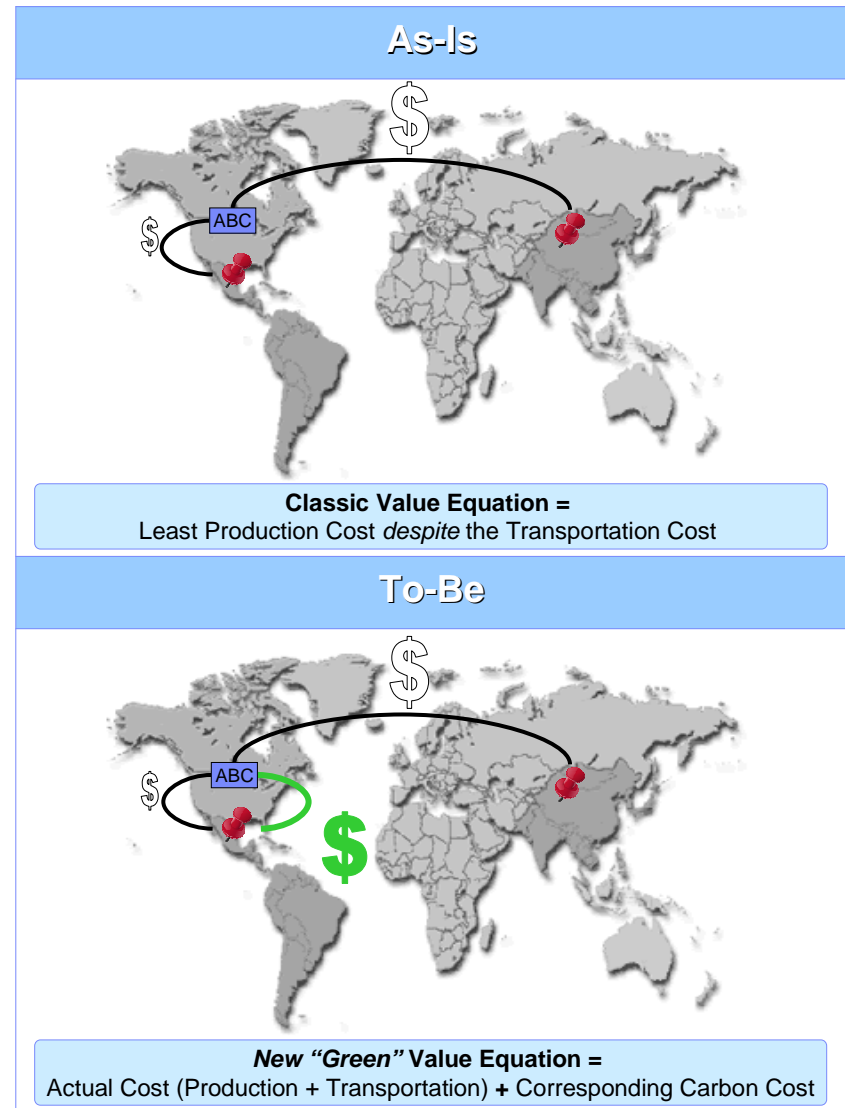 As-Is
$
ABC
$
Classic Value Equation =
Least Production Cost despite the Transportation Cost
To-Be
$
ABC
$
$
New “Green” Value Equation =
Actual Cost (Production + Transportation) + Corresponding Carbon Cost